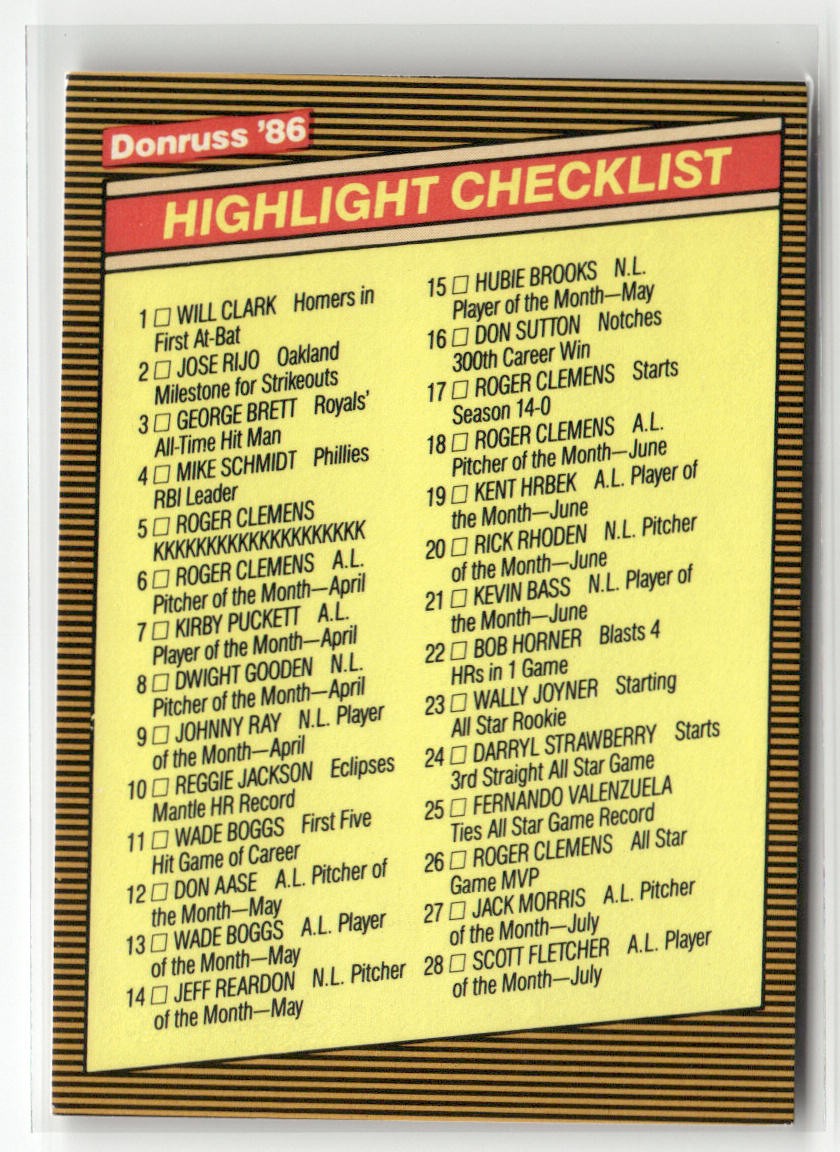 Donruss '86
HIGHLIGHT CHECKLIST
1 □ WILL CLARK Homers in
First At-Bat
2 □ JOSE RIJO Oakland
Milestone for Strikeouts
3 □ GEORGE BRETT Royals'
All-Time Hit Man
4 □ MIKE SCHMIDT Phillies
RBI Leader
5 □ ROGER CLEMENS
KKKKKKKKKKKKKKKKKKKK
6 □ ROGER CLEMENS A.L.
Pitcher of the Month—April
7 □ KIRBY PUCKETT A.L.
Player of the Month—April
8 □ DWIGHT GOODEN N.L.
Pitcher of the Month—April
9 □ JOHNNY RAY N.L. Player
of the Month—April
10 □ REGGIE JACKSON Eclipses
Mantle HR Record
11 □ WADE BOGGS First Five
Hit Game of Career
12 □ DON AASE A.L. Pitcher of
the Month—May
13 □ WADE BOGGS A.L. Player
of the Month—May
14 □ JEFF REARDON N.L. Pitcher
of the Month—May
15 □ HUBIE BROOKS N.L.
Player of the Month—May
16 □ DON SUTTON Notches
300th Career Win
17 □ ROGER CLEMENS Starts
Season 14-0
18 □ ROGER CLEMENS A.L.
Pitcher of the Month—June
19 □ KENT HRBEK A.L. Player of
the Month—June
20 □ RICK RHODEN N.L. Pitcher
of the Month—June
21 □ KEVIN BASS N.L. Player of
the Month—June
22 □ BOB HORNER Blasts 4
HRs in 1 Game
23 □ WALLY JOYNER Starting
All Star Rookie
24 □ DARRYL STRAWBERRY Starts
3rd Straight All Star Game
25 □ FERNANDO VALENZUELA
Ties All Star Game Record
26 □ ROGER CLEMENS All Star
Game MVP
27 □ JACK MORRIS A.L. Pitcher
of the Month—July
28 □ SCOTT FLETCHER A.L. Player
of the Month—July